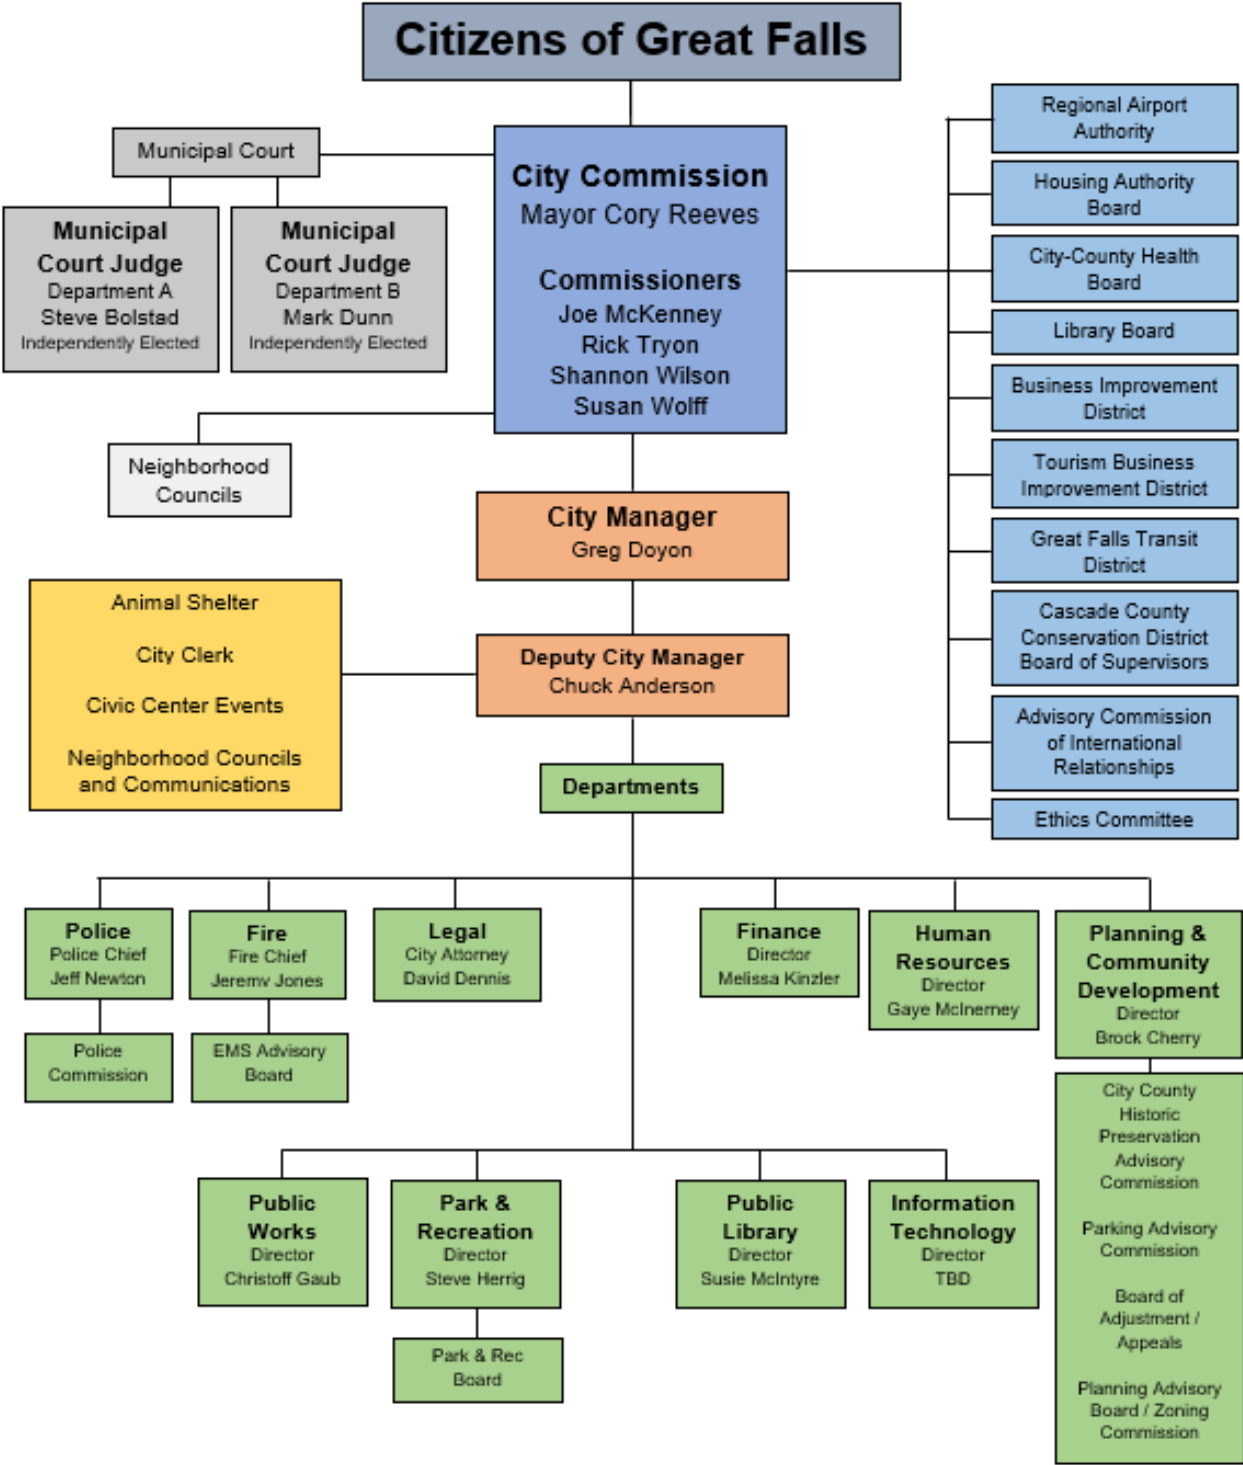 Citizens of Great Falls
Municipal Court
Municipal
Court Judge
Department A
Steve Bolstad
Independently Elected
Municipal
Court Judge
Department B
Mark Dunn
Independently Elected
City Commission
Mayor Cory Reeves
Commissioners
Joe McKenney
Rick Tryon
Shannon Wilson
Susan Wolff
Neighborhood
Councils
Regional Airport
Authority
Housing Authority
Board
City-County Health
Board
Library Board
Business Improvement
District
Tourism Business
Improvement District
Great Falls Transit
District
Cascade County
Conservation District
Board of Supervisors
Advisory Commission
of International
Relationships
Ethics Committee
City Manager
Greg Doyon
Deputy City Manager
Chuck Anderson
Animal Shelter
City Clerk
Civic Center Events
Neighborhood Councils
and Communications
Departments
Police
Police Chief
Jeff Newton
Police
Commission
Fire
Fire Chief
Jeremy Jones
EMS Advisory
Board
Legal
City Attorney
David Dennis
Finance
Director
Melissa Kinzler
Human
Resources
Director
Gaye McInerney
Planning &
Community
Development
Director
Brock Cherry
City County
Historic
Preservation
Advisory
Commission
Parking Advisory
Commission
Board of
Adjustment /
Appeals
Planning Advisory
Board / Zoning
Commission
Public
Works
Director
Christoff Gaub
Park &
Recreation
Director
Steve Herrig
Park & Rec
Board
Public
Library
Director
Susie McIntyre
Information
Technology
Director
TBD